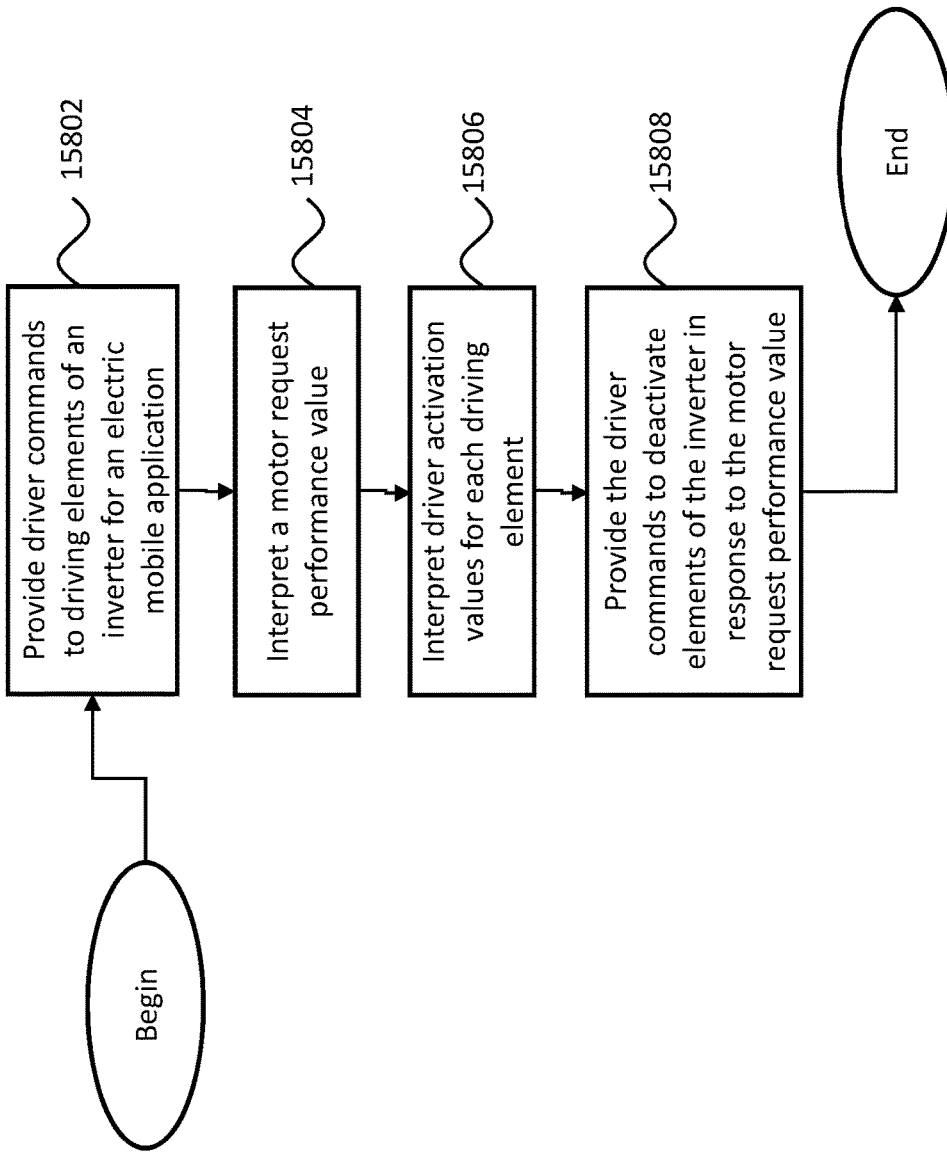 Begin
Provide driver commands
to driving elements of an
inverter for an electric
mobile application
15802
Interpret a motor request
performance value
15804
Interpret driver activation
values for each driving
element
15806
Provide the driver
commands to deactivate
elements of the inverter in
response to the motor
request performance value
15808
End